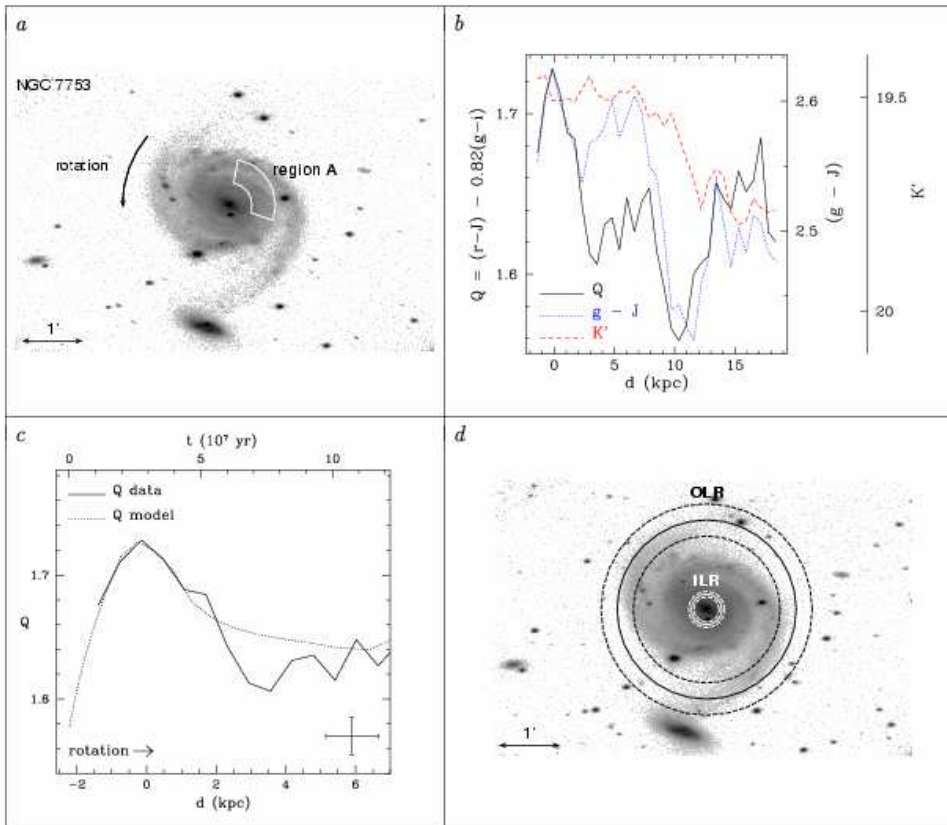 a
NGC 7753
rotation
region A
1'
b
1.7
1.6
Q = (r-J) - 0.82(g-i)
2.6
2.5
(g - J)
19.5
20
K'
Q
g - J
K'
0 5 10 15
d (kpc)
c
t (10⁷ yr)
0 5 10
Q data
Q model
1.7
1.6
Q
rotation →
-2 0 2 4 6
d (kpc)
d
OLR
ILR
1'